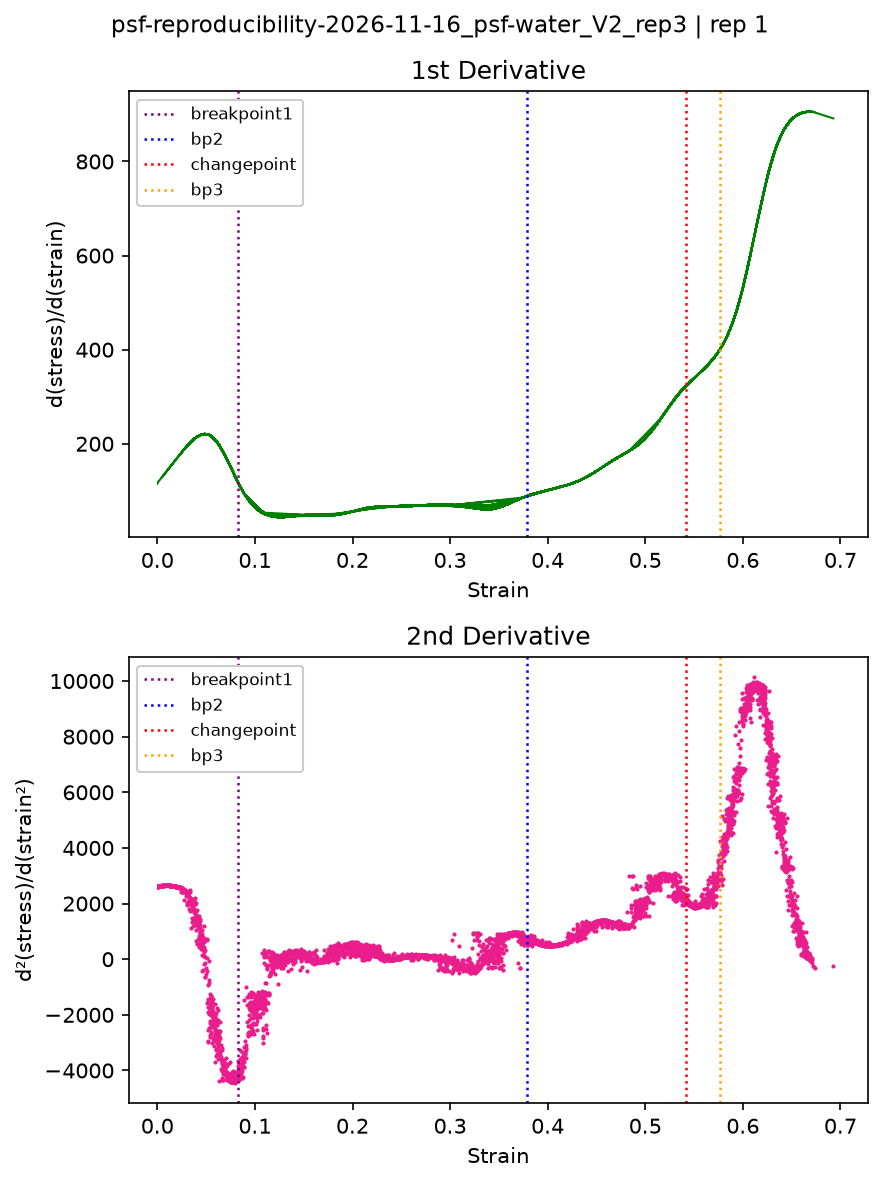 psf-reproducibility-2026-11-16_psf-water_V2_rep3 | rep 1
1st Derivative
breakpoint1
bp2
changepoint
bp3
d(stress)/d(strain)
800
600
400
200
0.0 0.1 0.2 0.3 0.4 0.5 0.6 0.7
Strain
2nd Derivative
breakpoint1
bp2
changepoint
bp3
d²(stress)/d(strain²)
10000
8000
6000
4000
2000
0
−2000
−4000
0.0 0.1 0.2 0.3 0.4 0.5 0.6 0.7
Strain